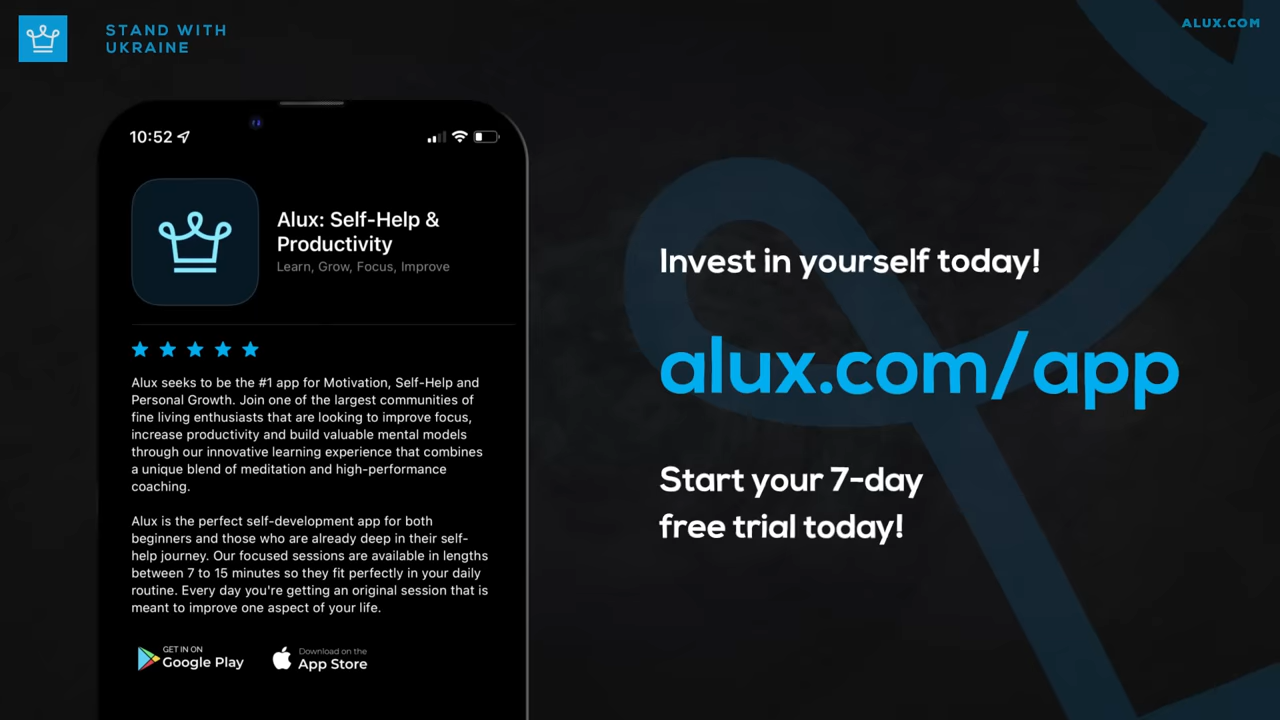 STAND WITH
UKRAINE
ALUX.COM
10:52
Alux: Self-Help &
Productivity
Learn, Grow, Focus, Improve
Alux seeks to be the #1 app for Motivation, Self-Help and
Personal Growth. Join one of the largest communities of
fine living enthusiasts that are looking to improve focus,
increase productivity and build valuable mental models
through our innovative learning experience that combines
a unique blend of meditation and high-performance
coaching.
Alux is the perfect self-development app for both
beginners and those who are already deep in their self-
help journey. Our focused sessions are available in lengths
between 7 to 15 minutes so they fit perfectly in your daily
routine. Every day you're getting an original session that is
meant to improve one aspect of your life.
GET IN ON
Google Play
Download on the
App Store
Invest in yourself today!
alux.com/app
Start your 7-day
free trial today!